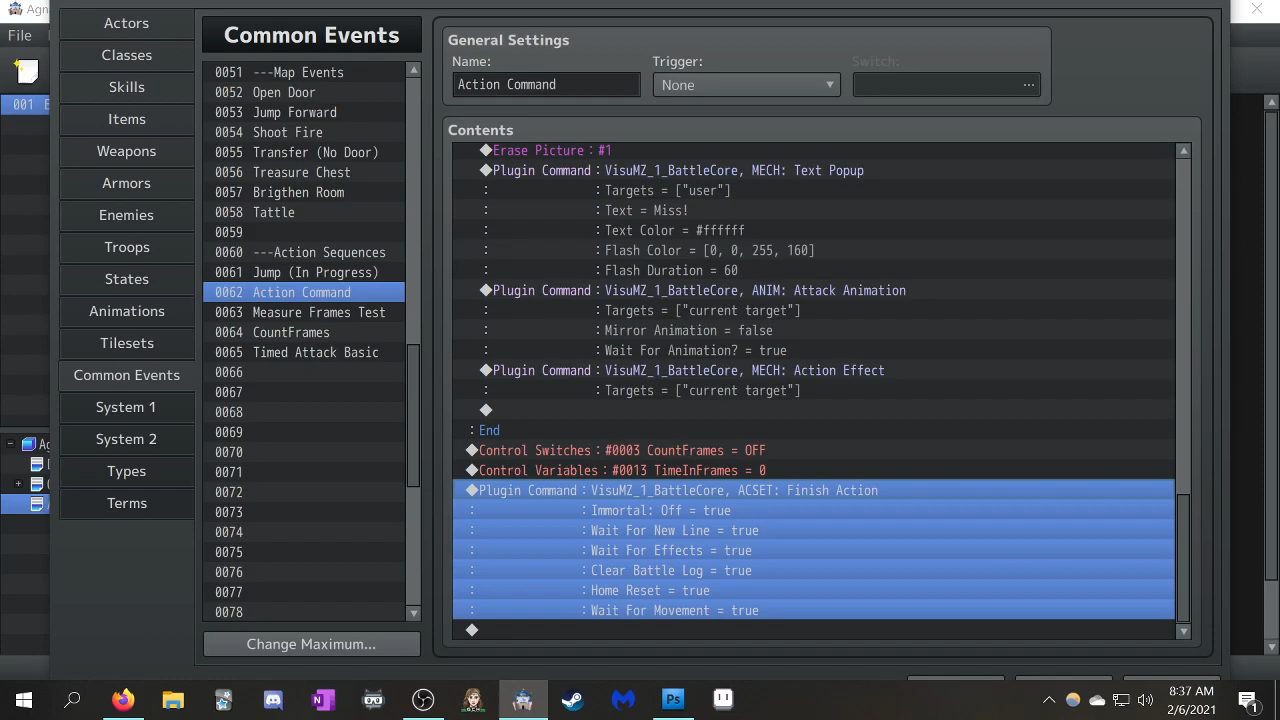 Agn
File
001 E
Ag
Actors
Classes
Skills
Items
Weapons
Armors
Enemies
Troops
States
Animations
Tilesets
Common Events
System 1
System 2
Types
Terms
Common Events
0051 ---Map Events
0052 Open Door
0053 Jump Forward
0054 Shoot Fire
0055 Transfer (No Door)
0056 Treasure Chest
0057 Brigthen Room
0058 Tattle
0059
0060 ---Action Sequences
0061 Jump (In Progress)
0062 Action Command
0063 Measure Frames Test
0064 CountFrames
0065 Timed Attack Basic
0066
0067
0068
0069
0070
0071
0072
0073
0074
0075
0076
0077
0078
Change Maximum...
General Settings
Name: Trigger: Switch:
Action Command None ...
Contents
◆Erase Picture：#1
◆Plugin Command：VisuMZ_1_BattleCore, MECH: Text Popup
： ：Targets = ["user"]
： ：Text = Miss!
： ：Text Color = #ffffff
： ：Flash Color = [0, 0, 255, 160]
： ：Flash Duration = 60
◆Plugin Command：VisuMZ_1_BattleCore, ANIM: Attack Animation
： ：Targets = ["current target"]
： ：Mirror Animation = false
： ：Wait For Animation? = true
◆Plugin Command：VisuMZ_1_BattleCore, MECH: Action Effect
： ：Targets = ["current target"]
◆
：End
◆Control Switches：#0003 CountFrames = OFF
◆Control Variables：#0013 TimeInFrames = 0
◆Plugin Command：VisuMZ_1_BattleCore, ACSET: Finish Action
： ：Immortal: Off = true
： ：Wait For New Line = true
： ：Wait For Effects = true
： ：Clear Battle Log = true
： ：Home Reset = true
： ：Wait For Movement = true
◆
8:37 AM
2/6/2021
1